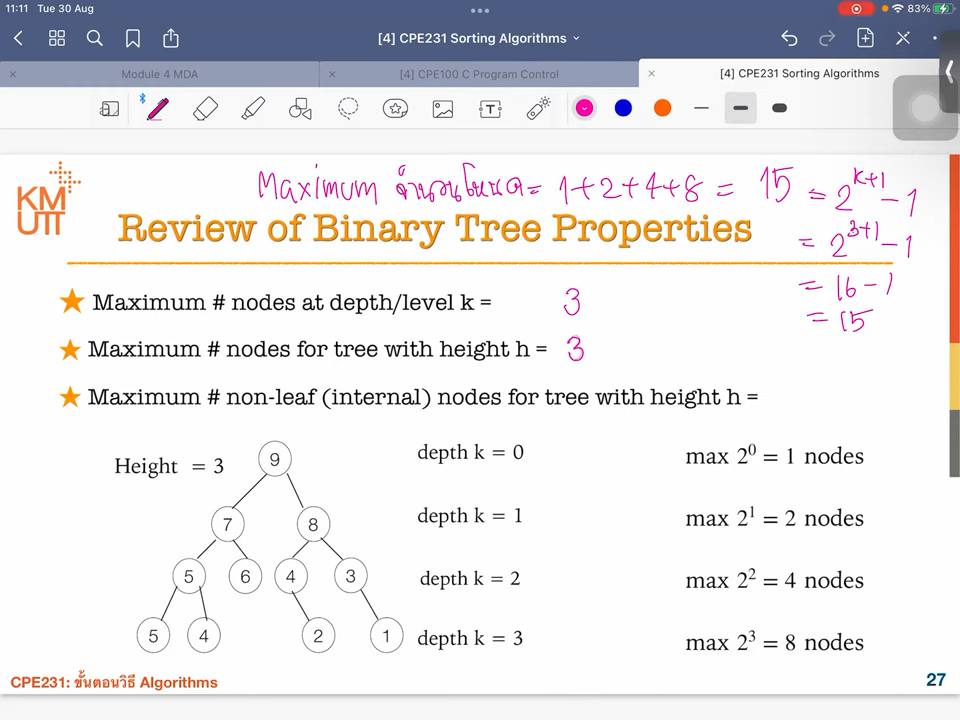 11:11 Tue 30 Aug
83%
[4] CPE231 Sorting Algorithms
Module 4 MDA
[4] CPE100 C Program Control
[4] CPE231 Sorting Algorithms
T
KM
UTT
Maximum จำนวนโหนด = 1+2+4+8 = 15 = 2^{k+1} - 1
= 2^{3+1} - 1
= 16 - 1
= 15
Review of Binary Tree Properties
★ Maximum # nodes at depth/level k = 3
★ Maximum # nodes for tree with height h = 3
★ Maximum # non-leaf (internal) nodes for tree with height h =
Height = 3
9
depth k = 0
max 2^0 = 1 nodes
7 8
depth k = 1
max 2^1 = 2 nodes
5 6 4 3
depth k = 2
max 2^2 = 4 nodes
5 4 2 1
depth k = 3
max 2^3 = 8 nodes
CPE231: ขั้นตอนวิธี Algorithms
27